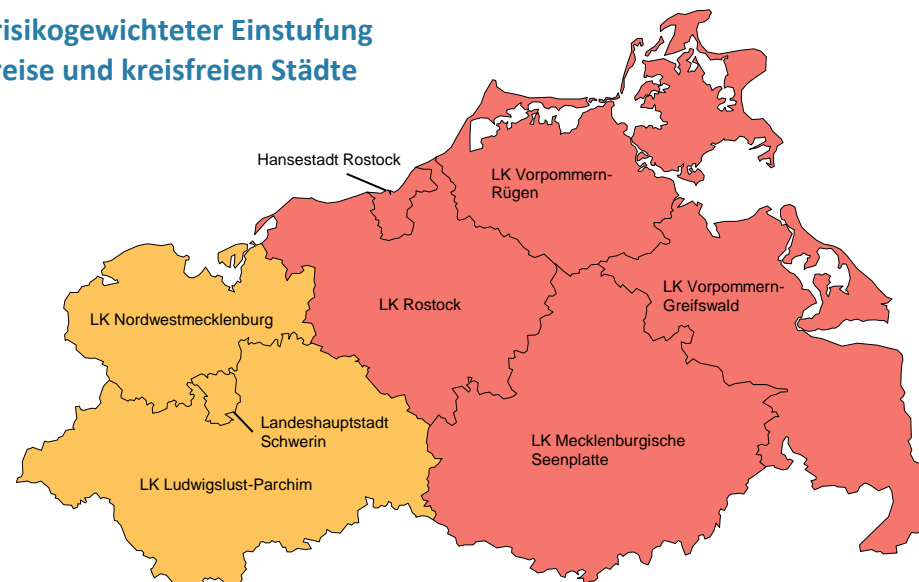 risikogewichteter Einstufung
reise und kreisfreien Städte
Hansestadt Rostock
LK Vorpommern-
Rügen
LK Rostock
LK Vorpommern-
Greifswald
LK Nordwestmecklenburg
Landeshauptstadt
Schwerin
LK Mecklenburgische
Seenplatte
LK Ludwigslust-Parchim